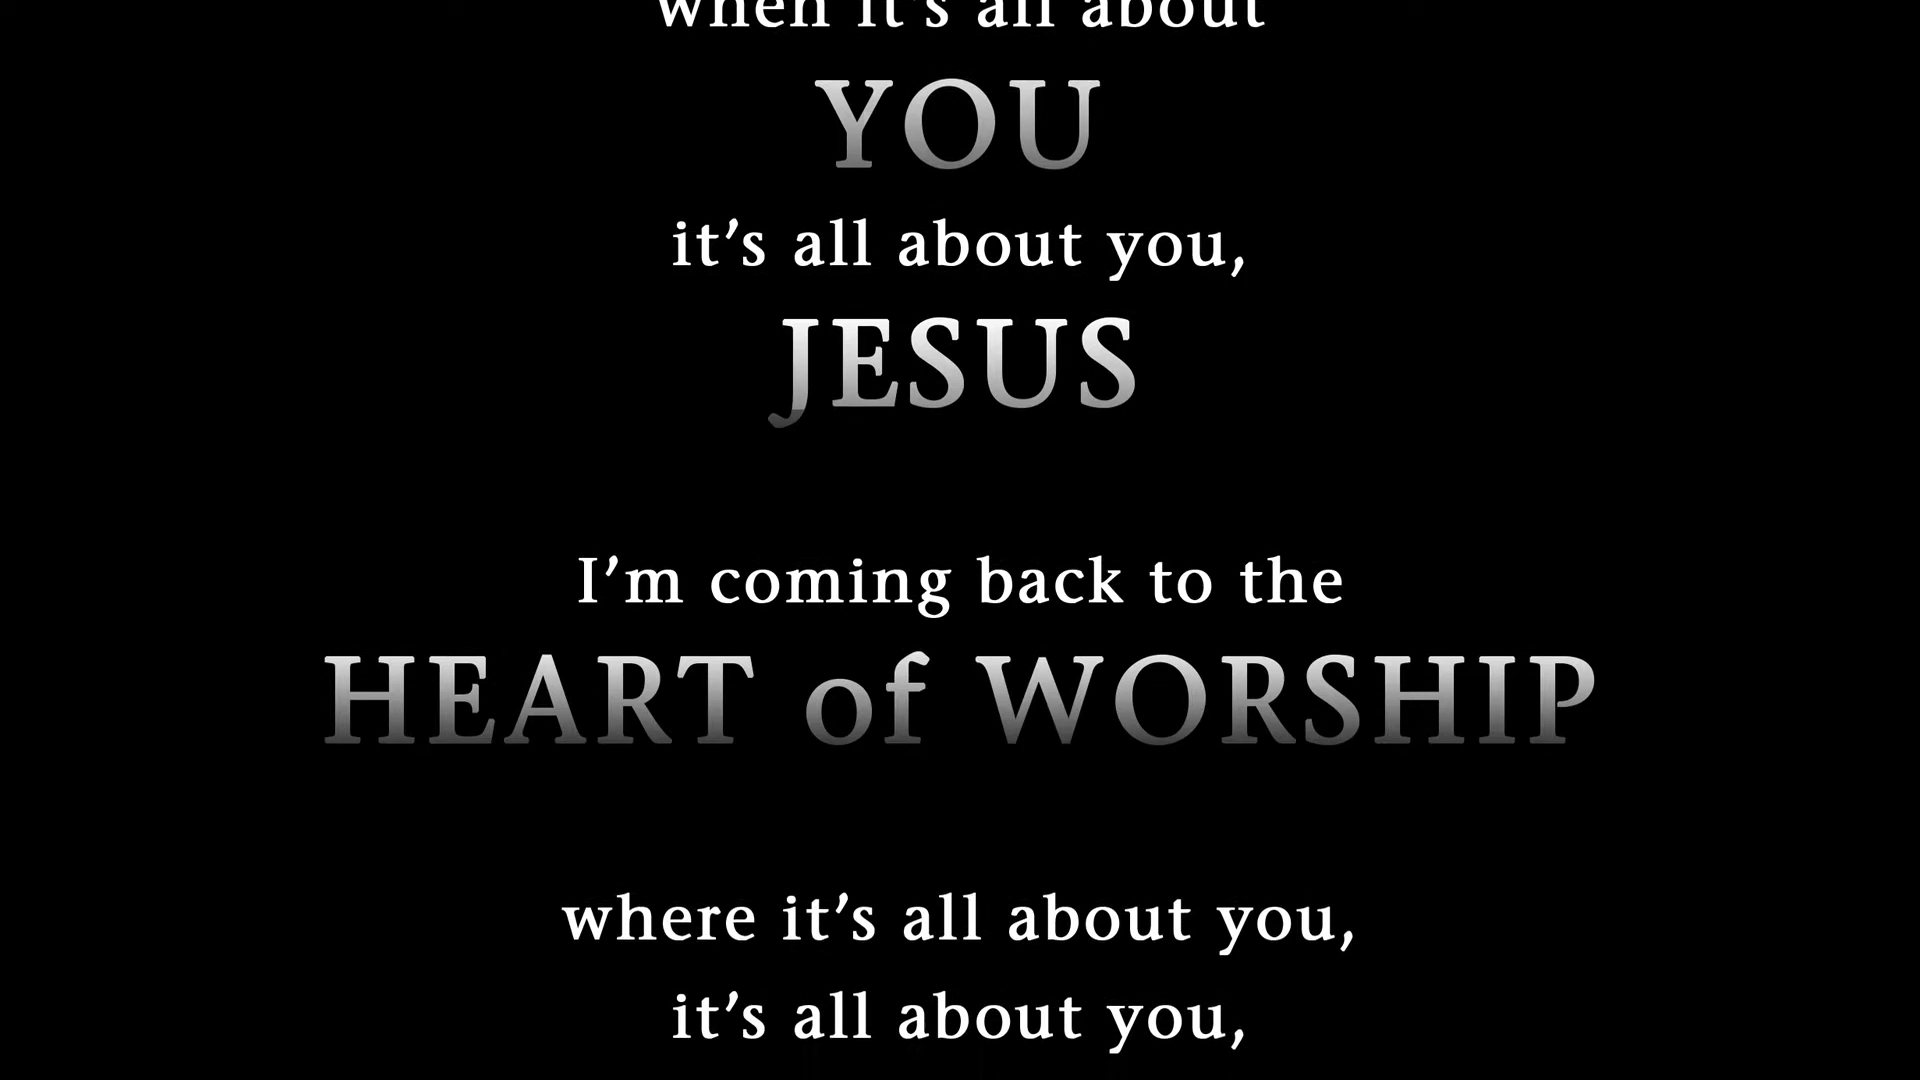 when it's all about
YOU
it's all about you,
JESUS
I'm coming back to the
HEART of WORSHIP
where it's all about you,
it's all about you,